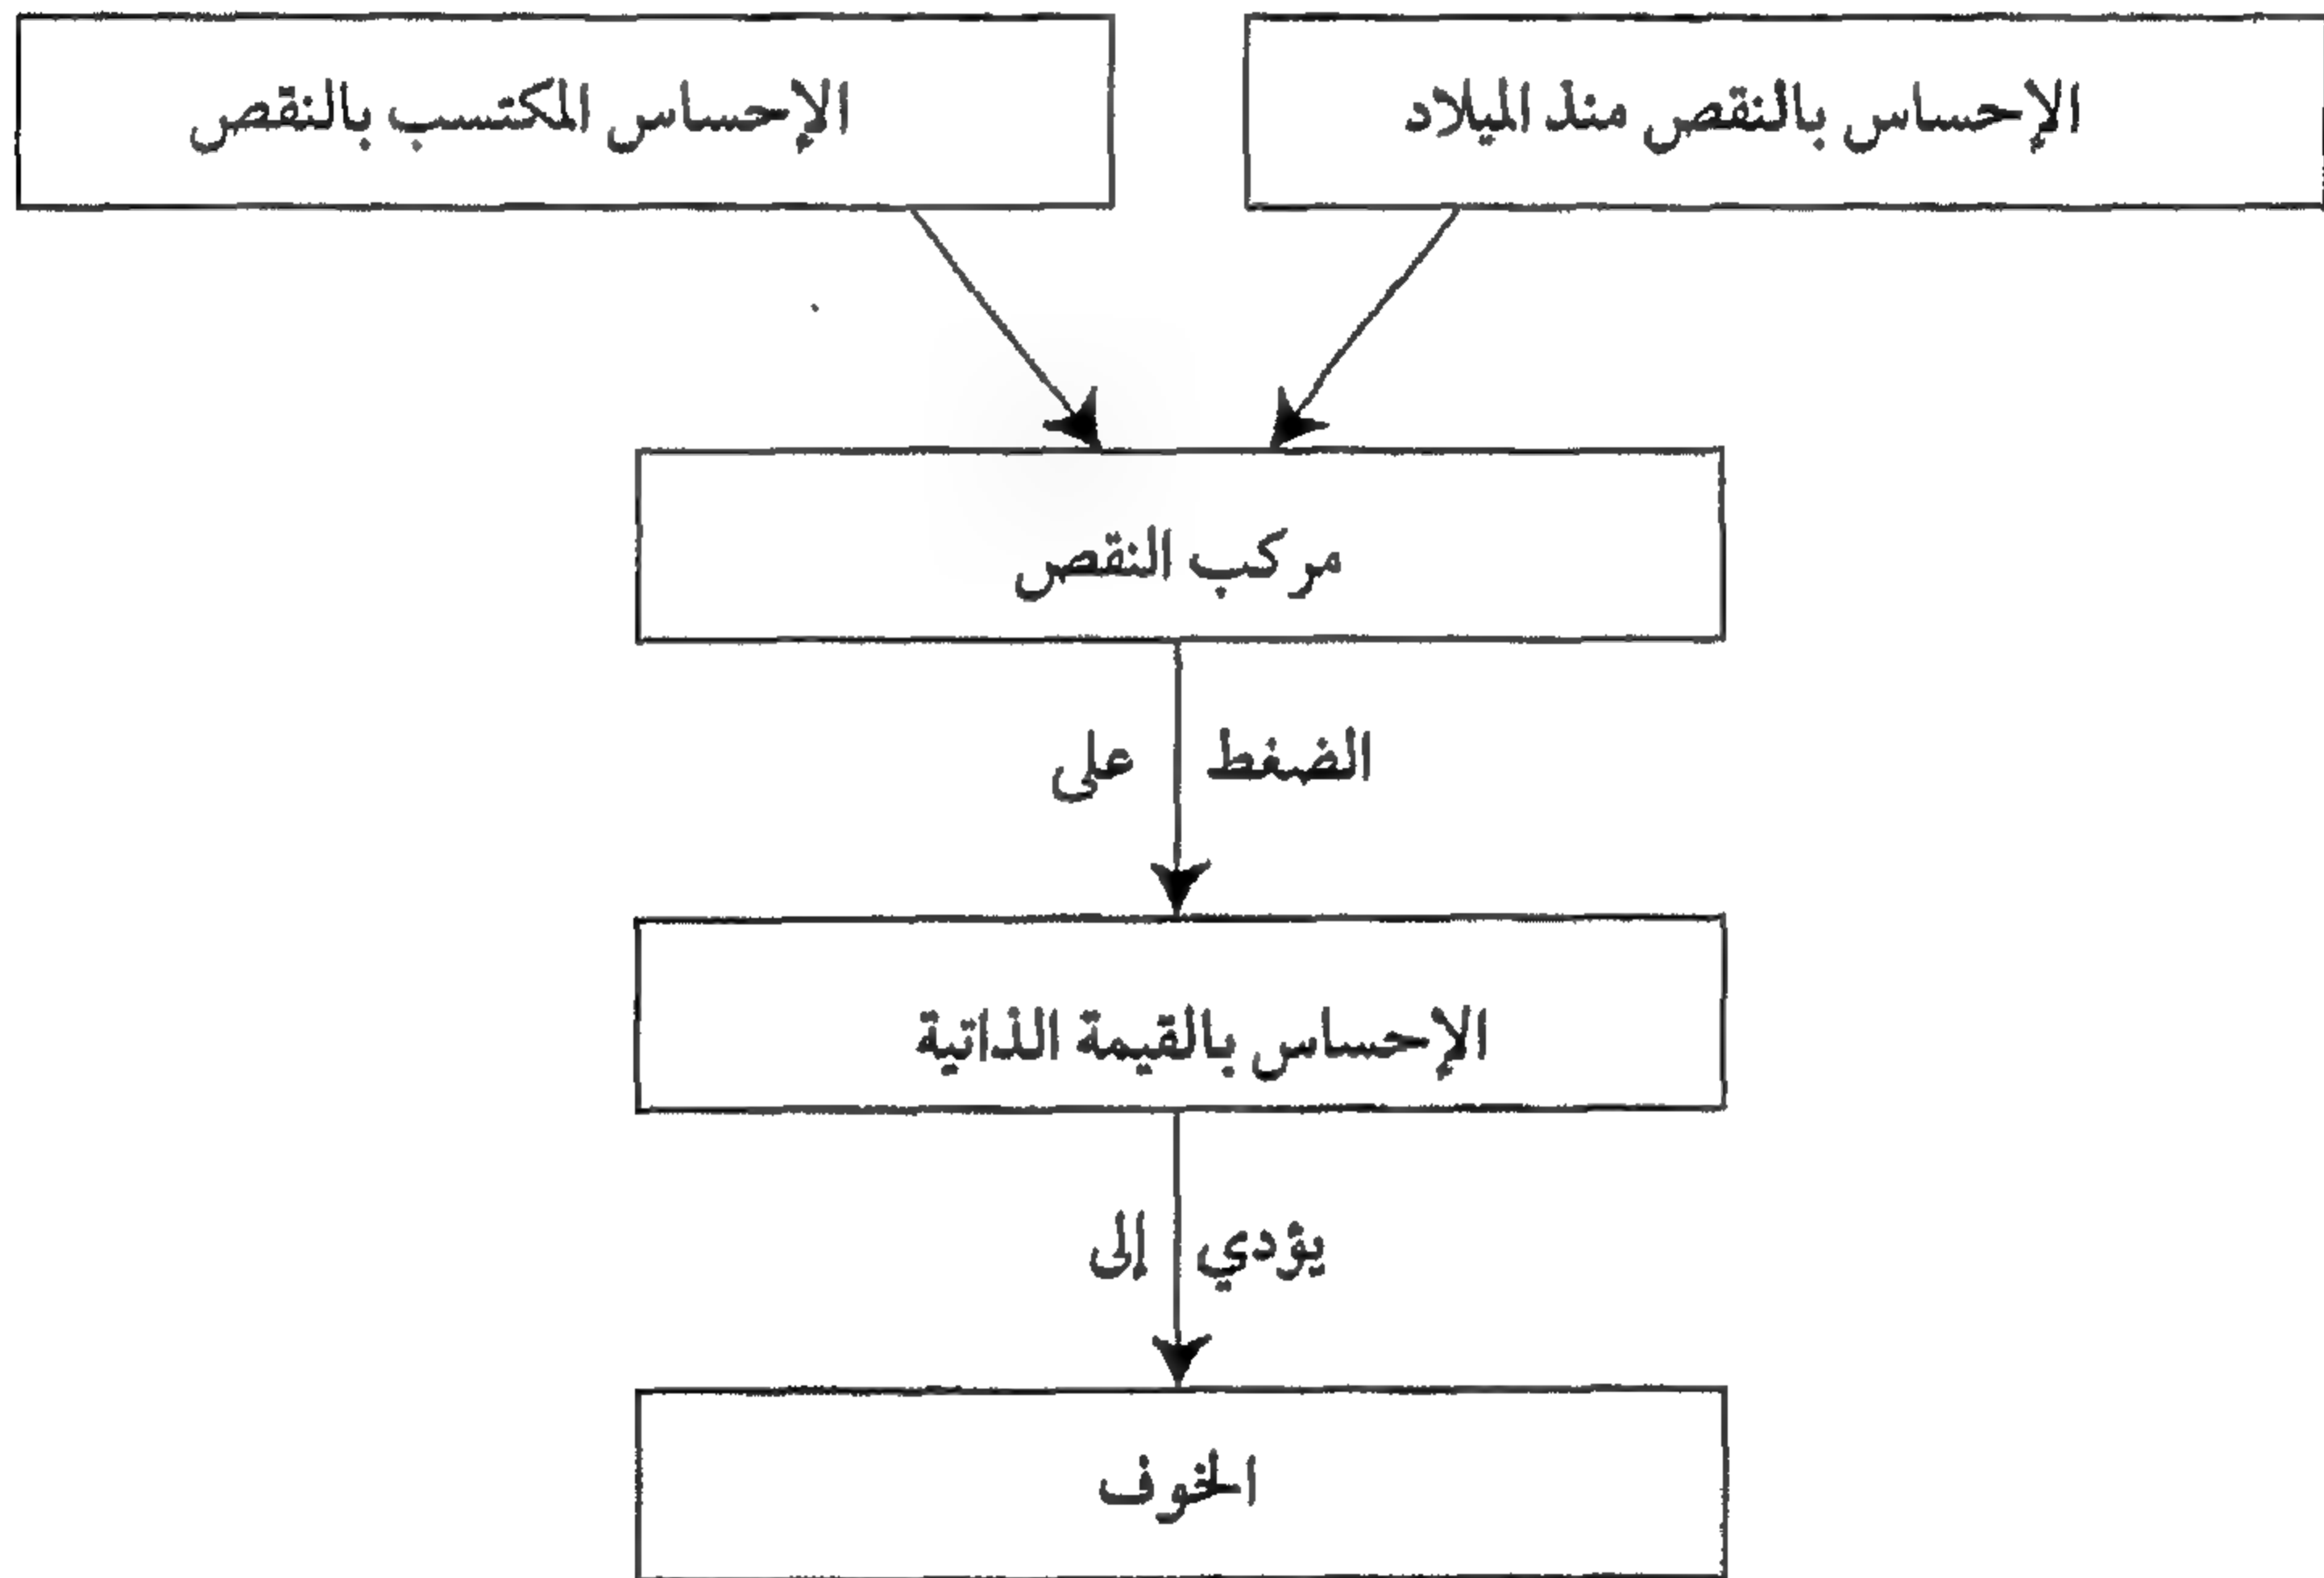 الإحساس بالنقص منذ الميلاد
الإحساس المكتسب بالنقص
مركب النقص
الضغط على
الإحساس بالقيمة الذاتية
يؤدي إلى
الخوف